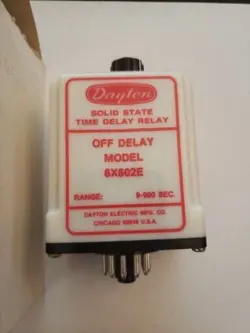 Dayton
SOLID STATE
TIME DELAY RELAY
OFF DELAY
MODEL
6X602E
RANGE: 9-900 SEC.
DAYTON ELECTRIC MFG. CO.
CHICAGO 60648 U.S.A.